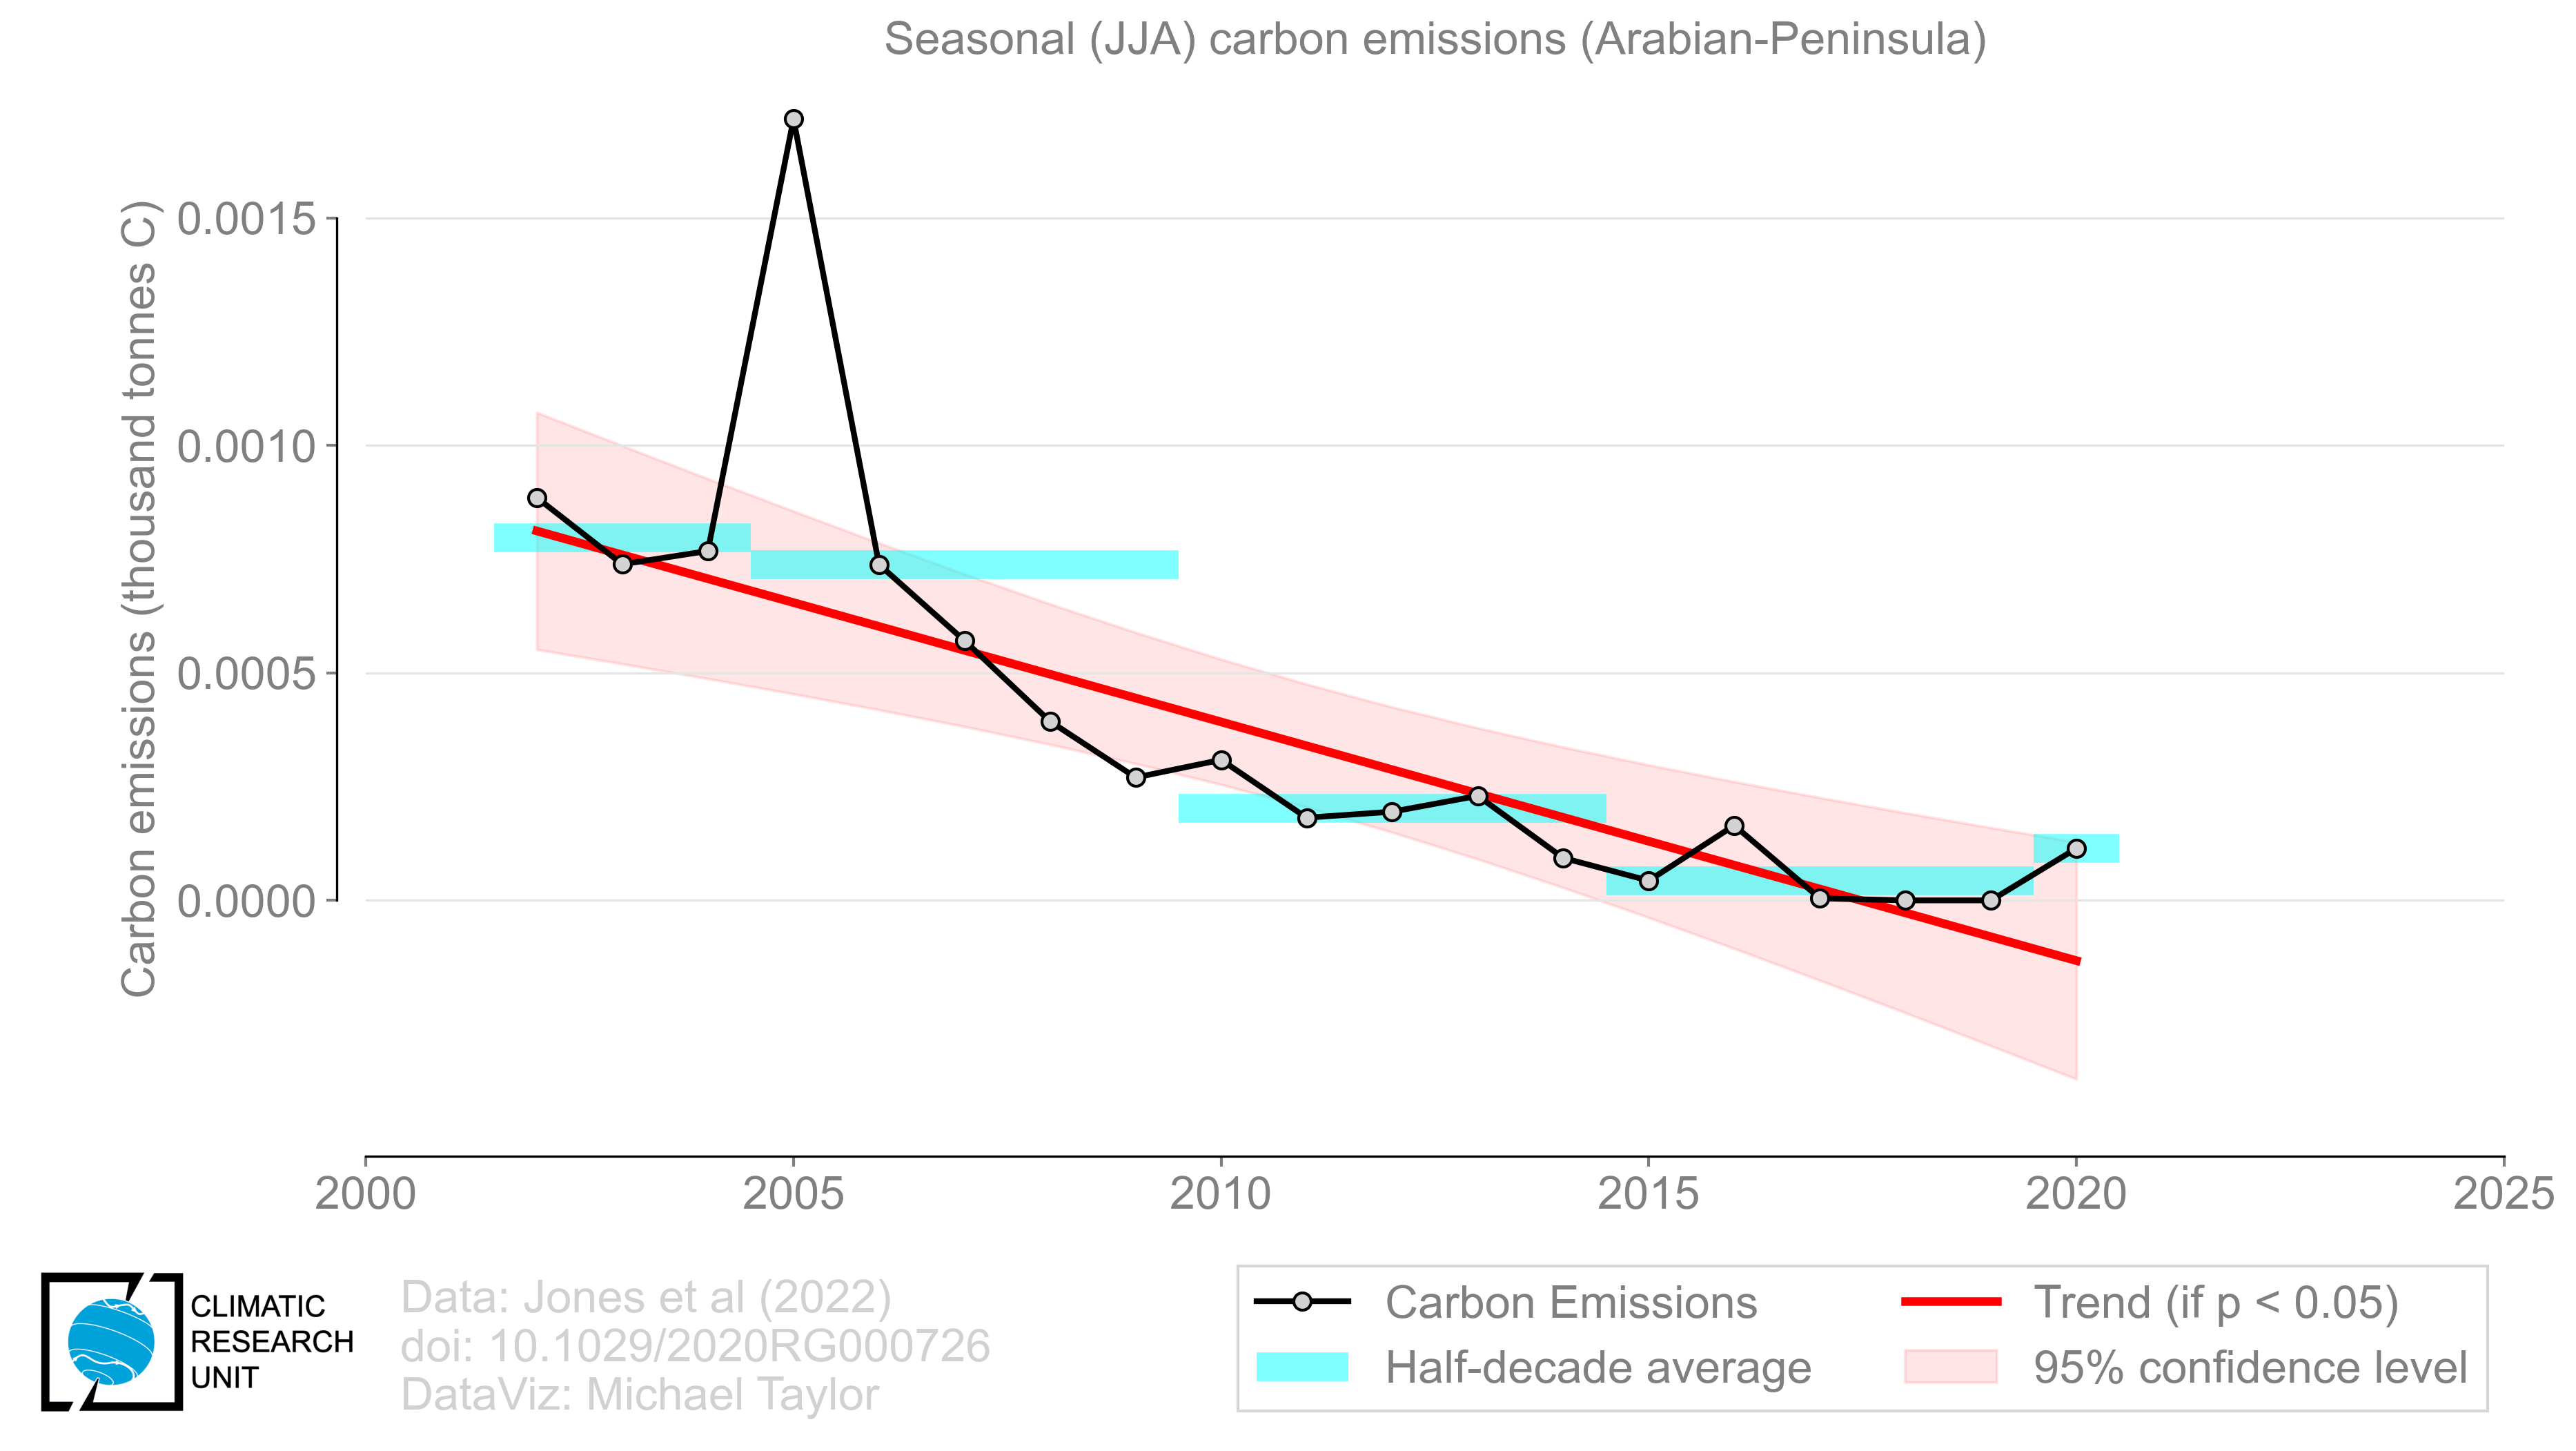 Seasonal (JJA) carbon emissions (Arabian-Peninsula)
Carbon emissions (thousand tonnes C)
0.0015
0.0010
0.0005
0.0000
2000
2005
2010
2015
2020
2025
CLIMATIC
RESEARCH
UNIT
Data: Jones et al (2022)
doi: 10.1029/2020RG000726
DataViz: Michael Taylor
Carbon Emissions
Half-decade average
Trend (if p < 0.05)
95% confidence level